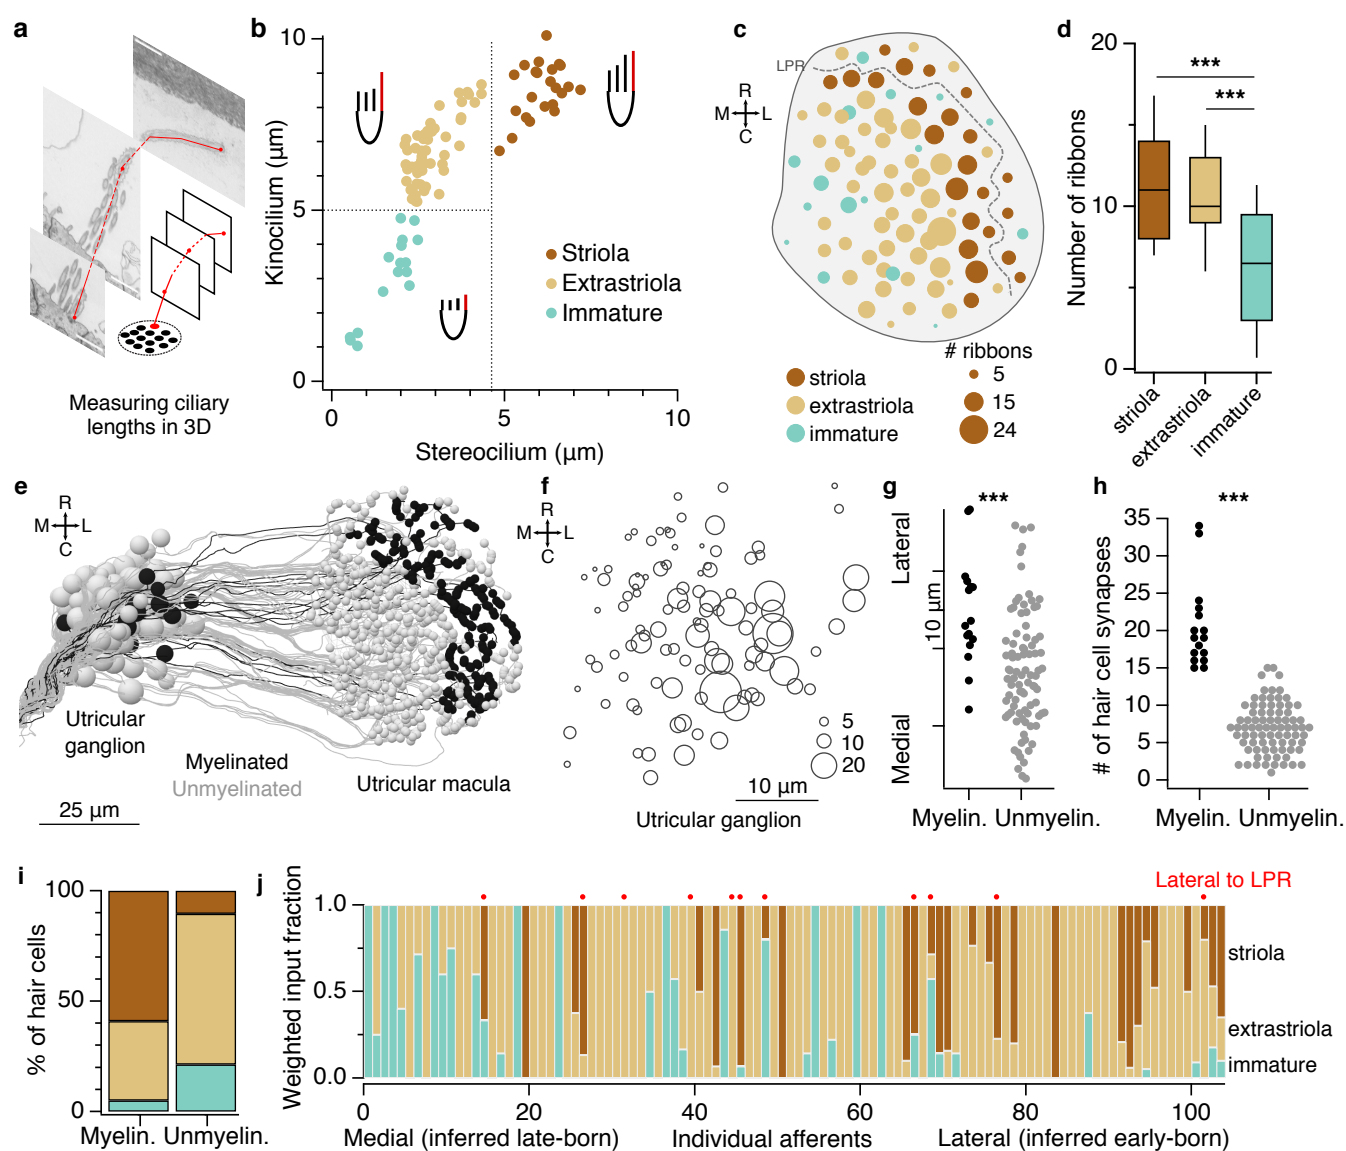 a
Measuring ciliary
lengths in 3D
b
Kinocilium (µm)
10
5
0
0
5
10
Stereocilium (µm)
Striola
Extrastriola
Immature
c
LPR
R
M
L
C
# ribbons
striola
5
extrastriola
15
immature
24
d
Number of ribbons
20
10
0
***
***
striola
extrastriola
immature
e
R
M
L
C
Utricular
ganglion
Myelinated
Unmyelinated
Utricular macula
25 µm
f
R
M
L
C
5
10
20
10 µm
Utricular ganglion
g
***
Lateral
10 µm
Medial
Myelin. Unmyelin.
h
***
# of hair cell synapses
35
30
25
20
15
10
5
0
Myelin. Unmyelin.
i
% of hair cells
100
50
0
Myelin. Unmyelin.
j
Lateral to LPR
Weighted input fraction
1.0
0.5
0.0
striola
extrastriola
immature
0
20
40
60
80
100
Medial (inferred late-born)
Individual afferents
Lateral (inferred early-born)